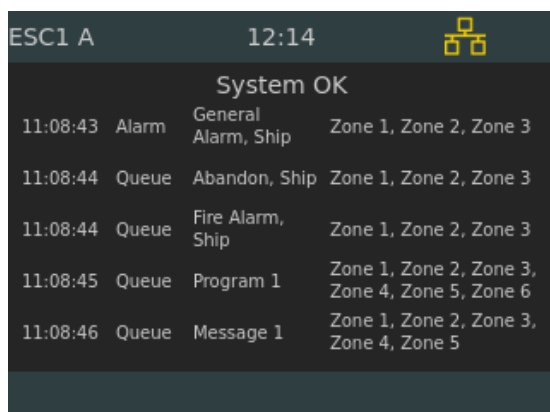 ESC1 A 12:14
System OK
11:08:43 Alarm General Alarm, Ship Zone 1, Zone 2, Zone 3
11:08:44 Queue Abandon, Ship Zone 1, Zone 2, Zone 3
11:08:44 Queue Fire Alarm, Ship Zone 1, Zone 2, Zone 3
11:08:45 Queue Program 1 Zone 1, Zone 2, Zone 3, Zone 4, Zone 5, Zone 6
11:08:46 Queue Message 1 Zone 1, Zone 2, Zone 3, Zone 4, Zone 5